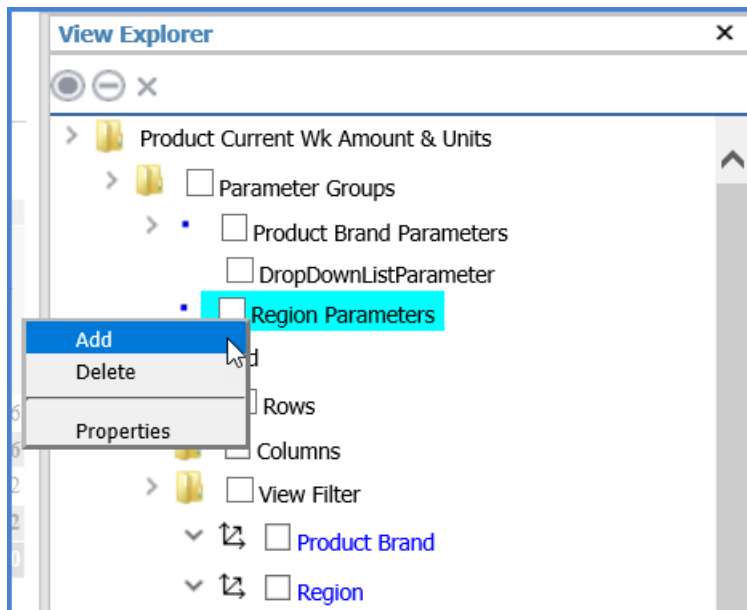 View Explorer
Product Current Wk Amount & Units
Parameter Groups
Product Brand Parameters
DropDownListParameter
Region Parameters
Add
Delete
Rows
Properties
Columns
View Filter
Product Brand
Region